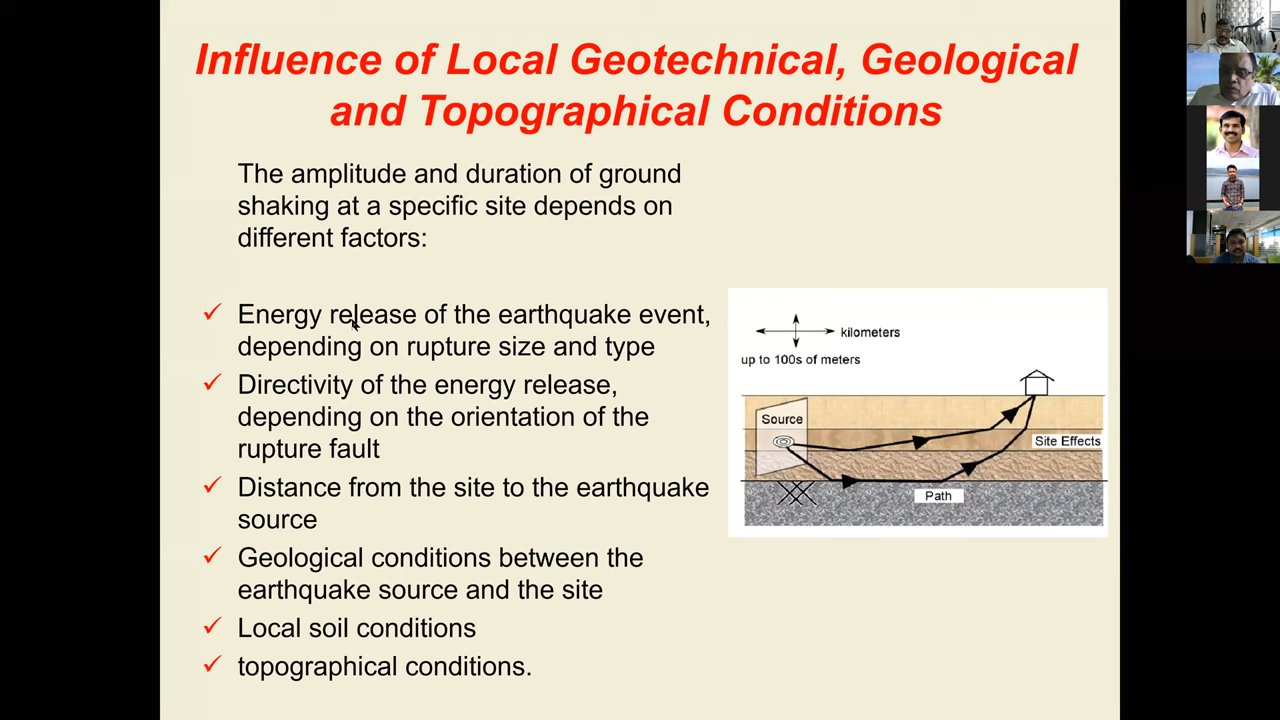 Influence of Local Geotechnical, Geological
and Topographical Conditions
The amplitude and duration of ground
shaking at a specific site depends on
different factors:
Energy release of the earthquake event,
depending on rupture size and type
Directivity of the energy release,
depending on the orientation of the
rupture fault
Distance from the site to the earthquake
source
Geological conditions between the
earthquake source and the site
Local soil conditions
topographical conditions.
kilometers
up to 100s of meters
Source
Site Effects
Path